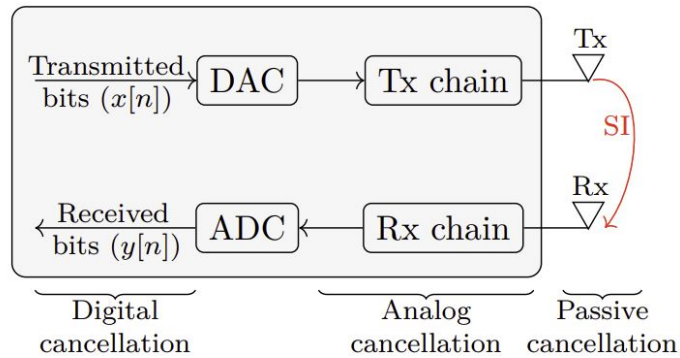 Transmitted
bits (x[n])
DAC
Tx chain
Tx
SI
Received
bits (y[n])
ADC
Rx chain
Rx
Digital
cancellation
Analog
cancellation
Passive
cancellation